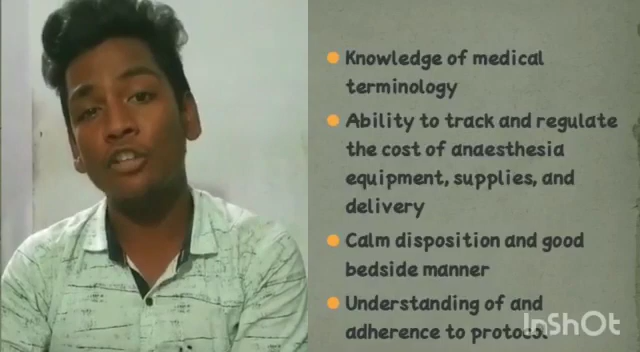 Knowledge of medical
terminology
Ability to track and regulate
the cost of anaesthesia
equipment, supplies, and
delivery
Calm disposition and good
bedside manner
Understanding of and
adherence to protocol
InShOt